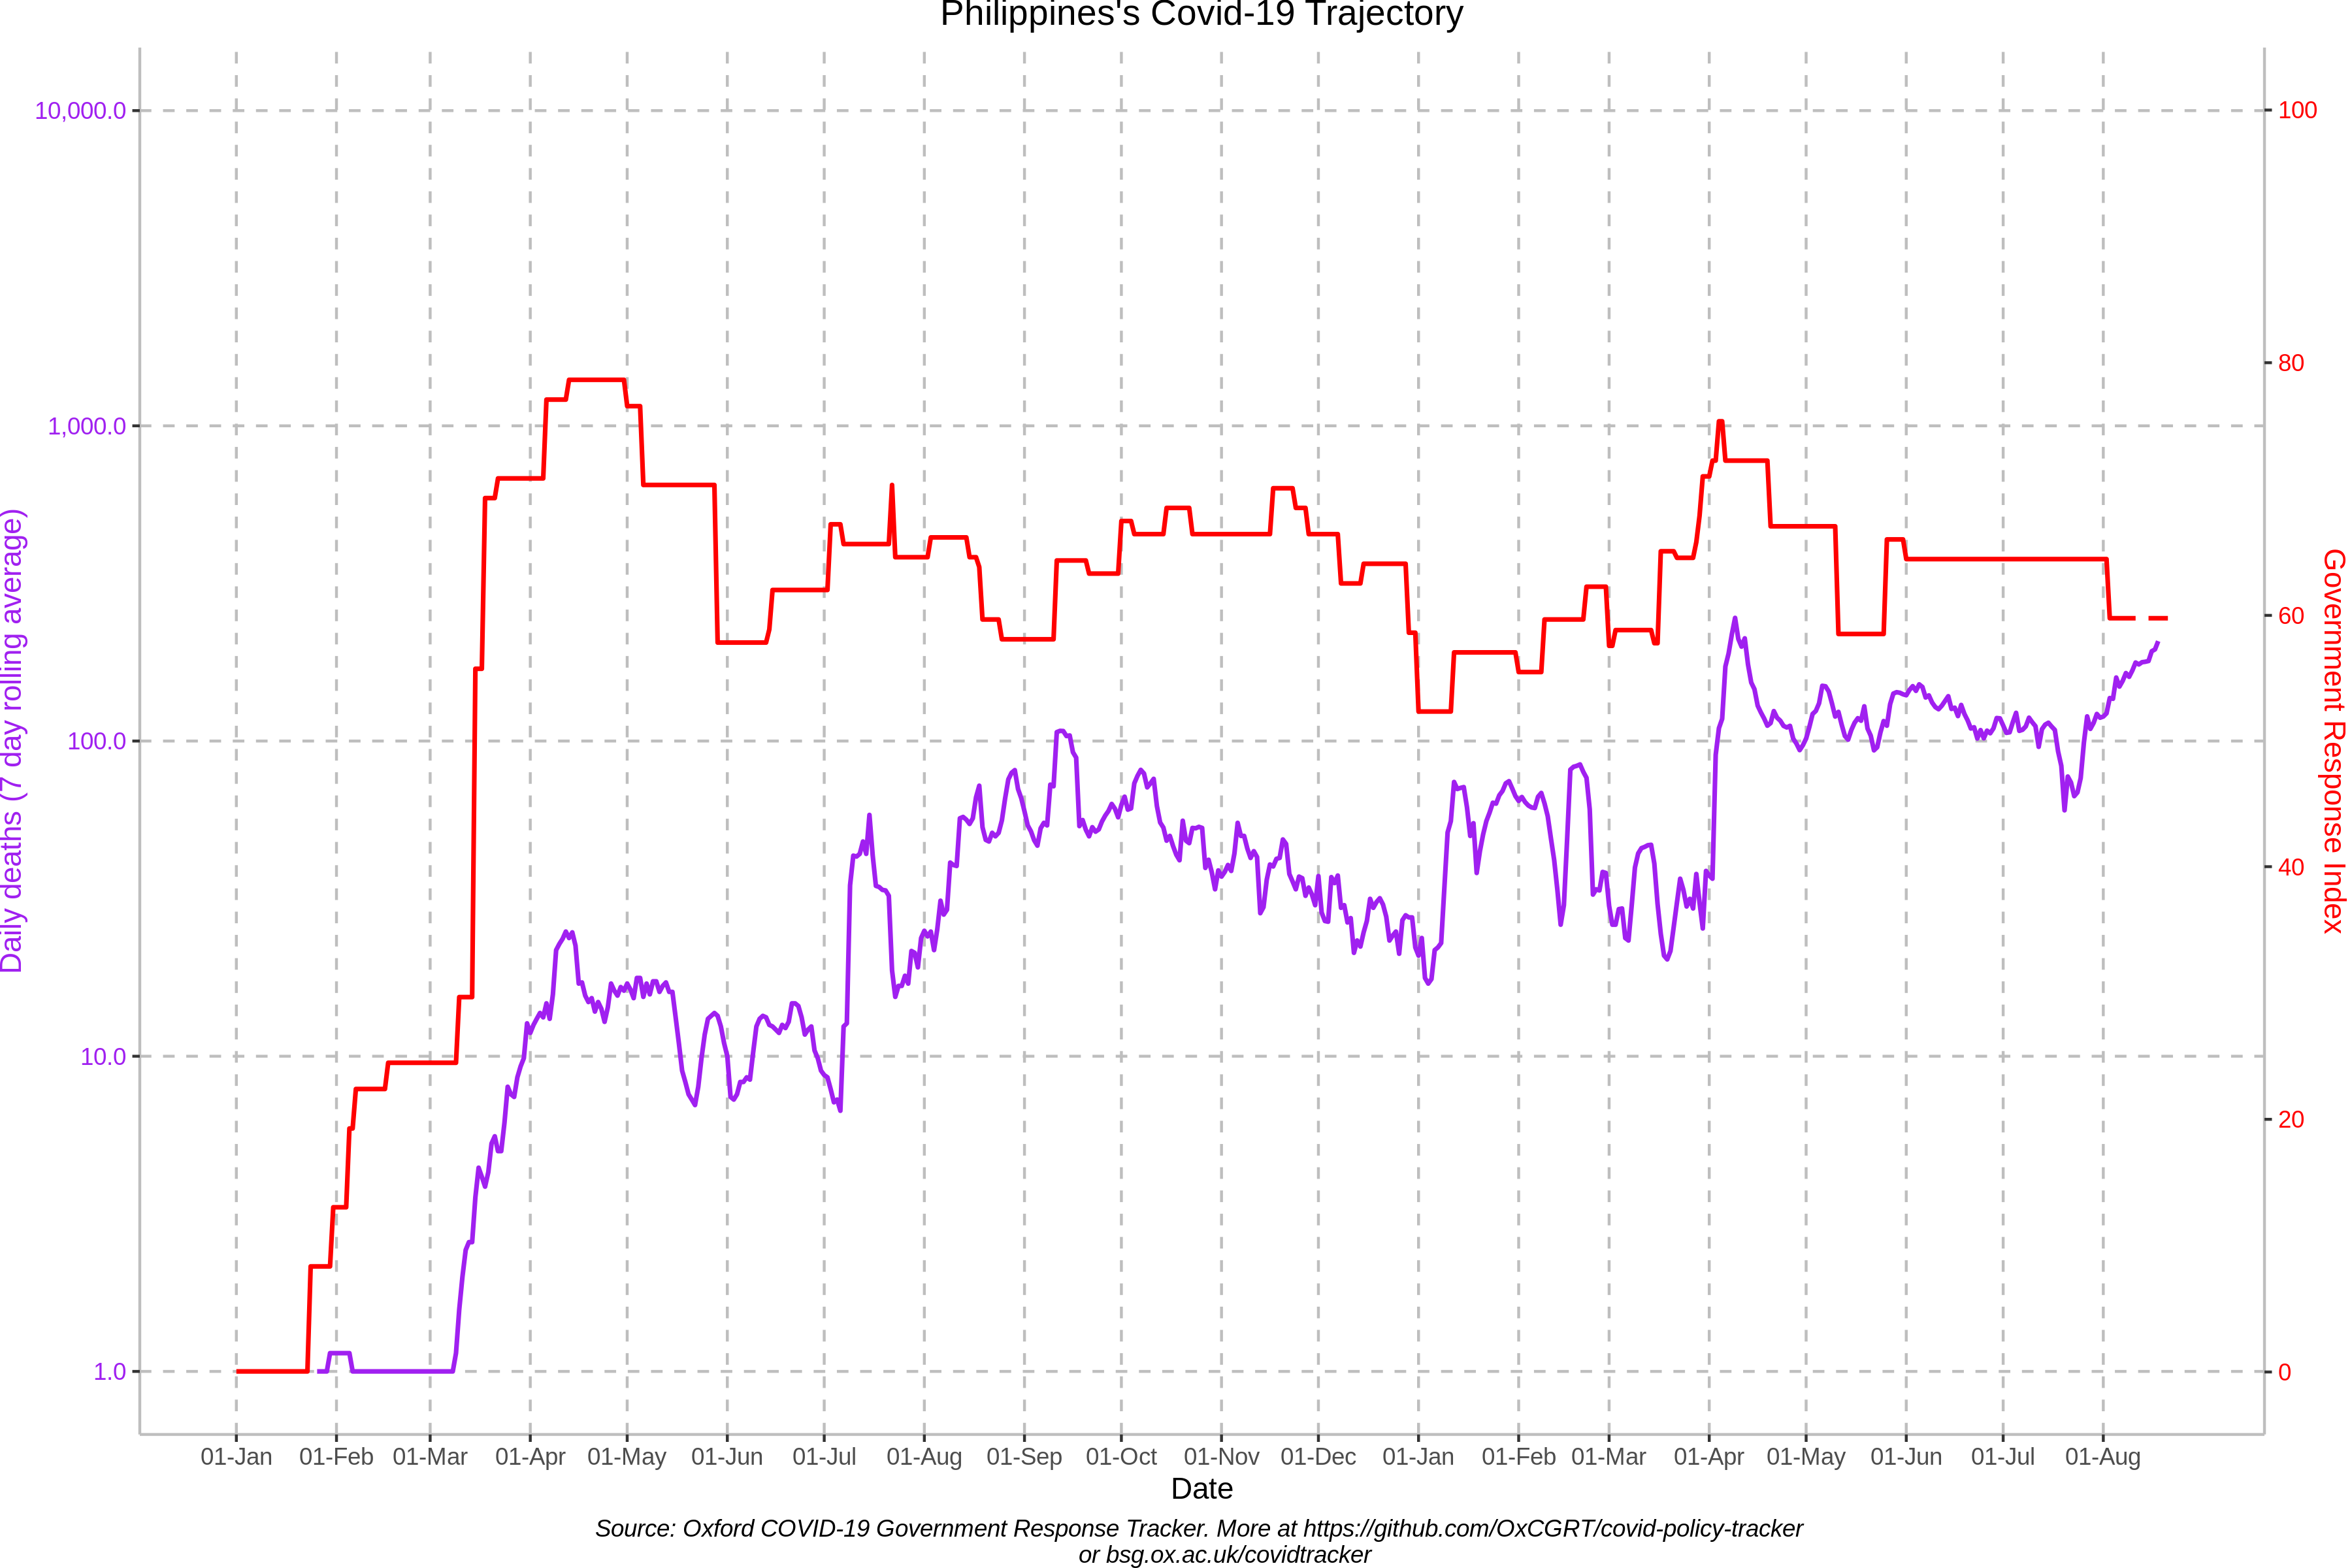 Philippines's Covid-19 Trajectory
10,000.0
1,000.0
100.0
10.0
1.0
Daily deaths (7 day rolling average)
100
80
60
40
20
0
Government Response Index
01-Jan 01-Feb 01-Mar 01-Apr 01-May 01-Jun 01-Jul 01-Aug 01-Sep 01-Oct 01-Nov 01-Dec 01-Jan 01-Feb 01-Mar 01-Apr 01-May 01-Jun 01-Jul 01-Aug
Date
Source: Oxford COVID-19 Government Response Tracker. More at https://github.com/OxCGRT/covid-policy-tracker
or bsg.ox.ac.uk/covidtracker